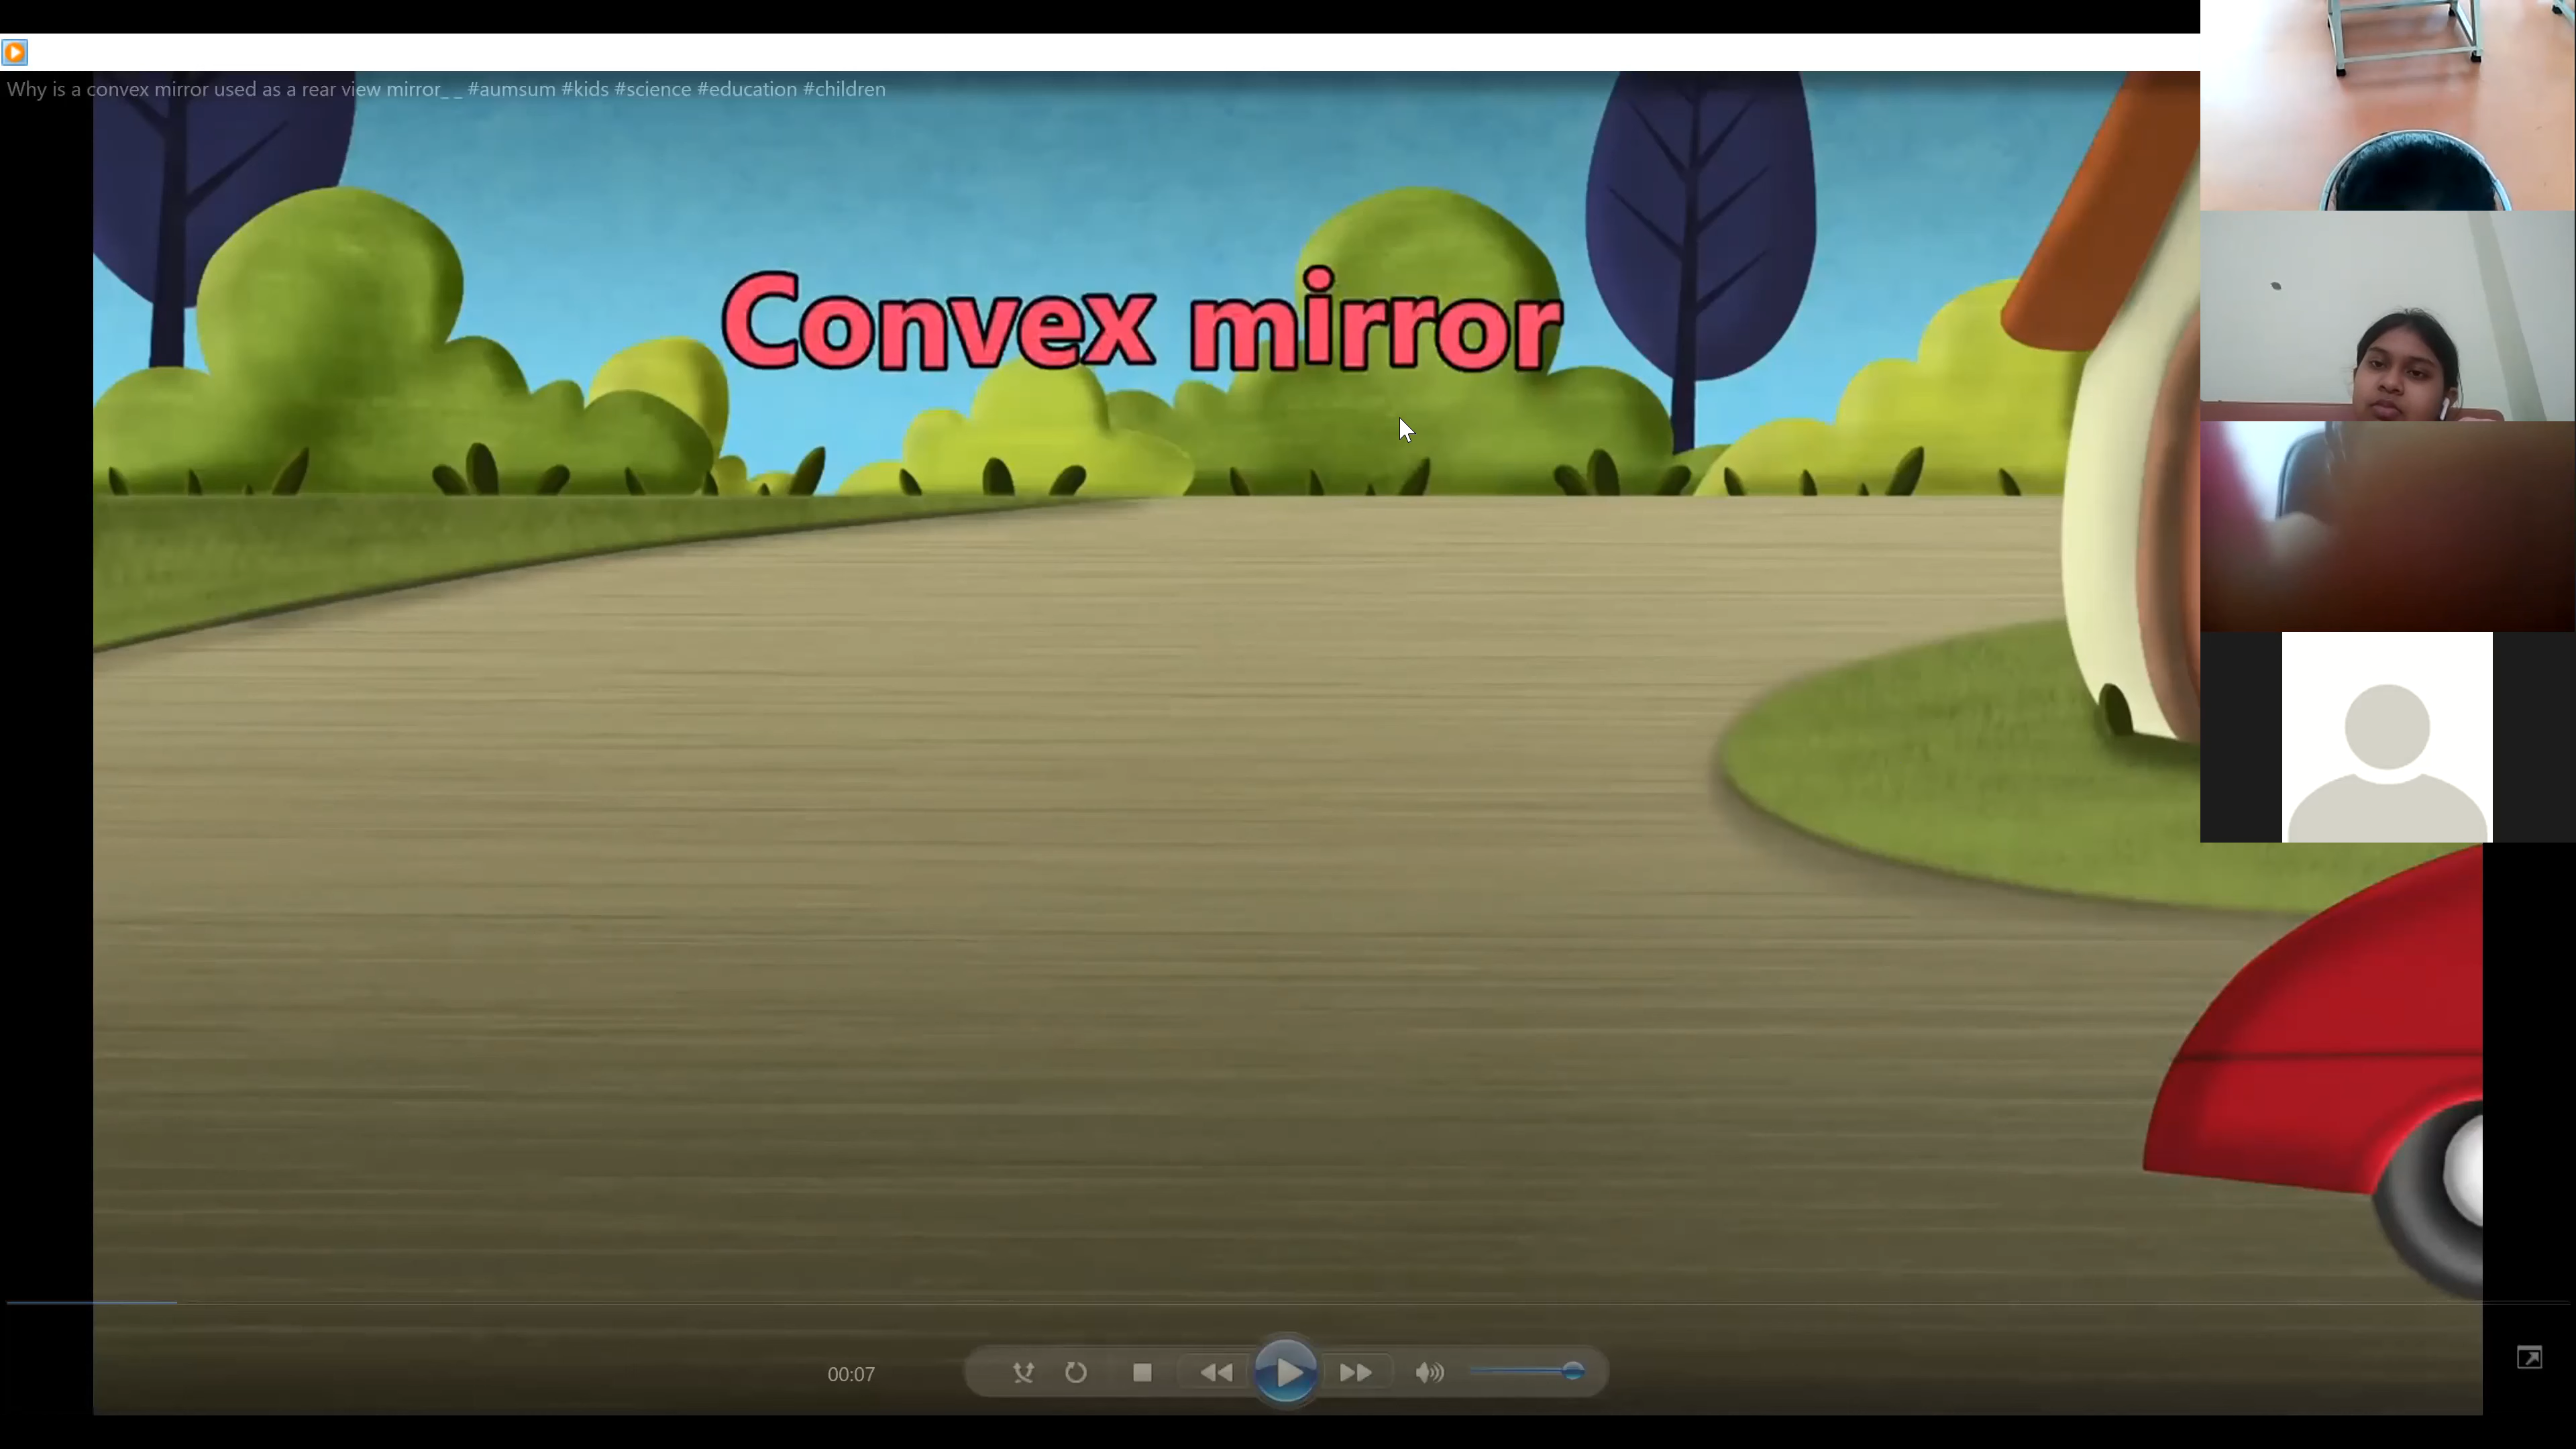 Why is a convex mirror used as a rear view mirror_ _ #aumsum #kids #science #education #children
Convex mirror
00:07